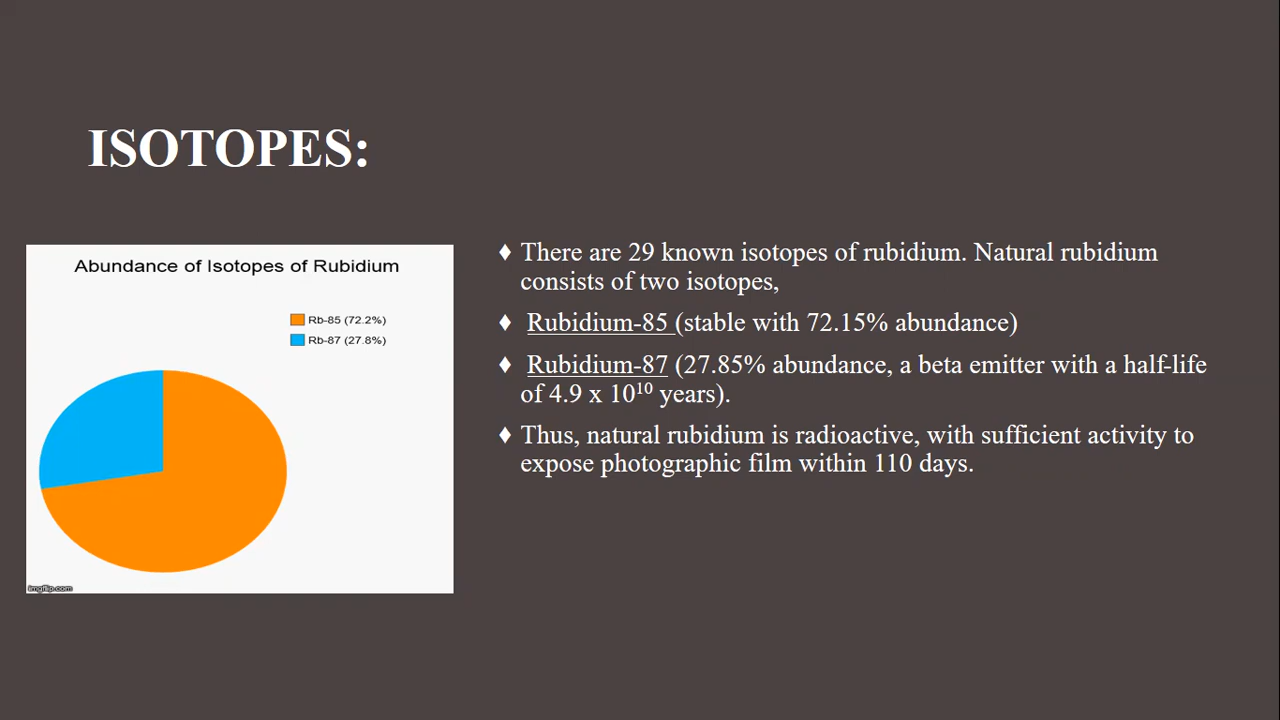 ISOTOPES:
Abundance of Isotopes of Rubidium
Rb-85 (72.2%)
Rb-87 (27.8%)
imgflip.com
♦ There are 29 known isotopes of rubidium. Natural rubidium
consists of two isotopes,
♦ Rubidium-85 (stable with 72.15% abundance)
♦ Rubidium-87 (27.85% abundance, a beta emitter with a half-life
of 4.9 x 10¹⁰ years).
♦ Thus, natural rubidium is radioactive, with sufficient activity to
expose photographic film within 110 days.